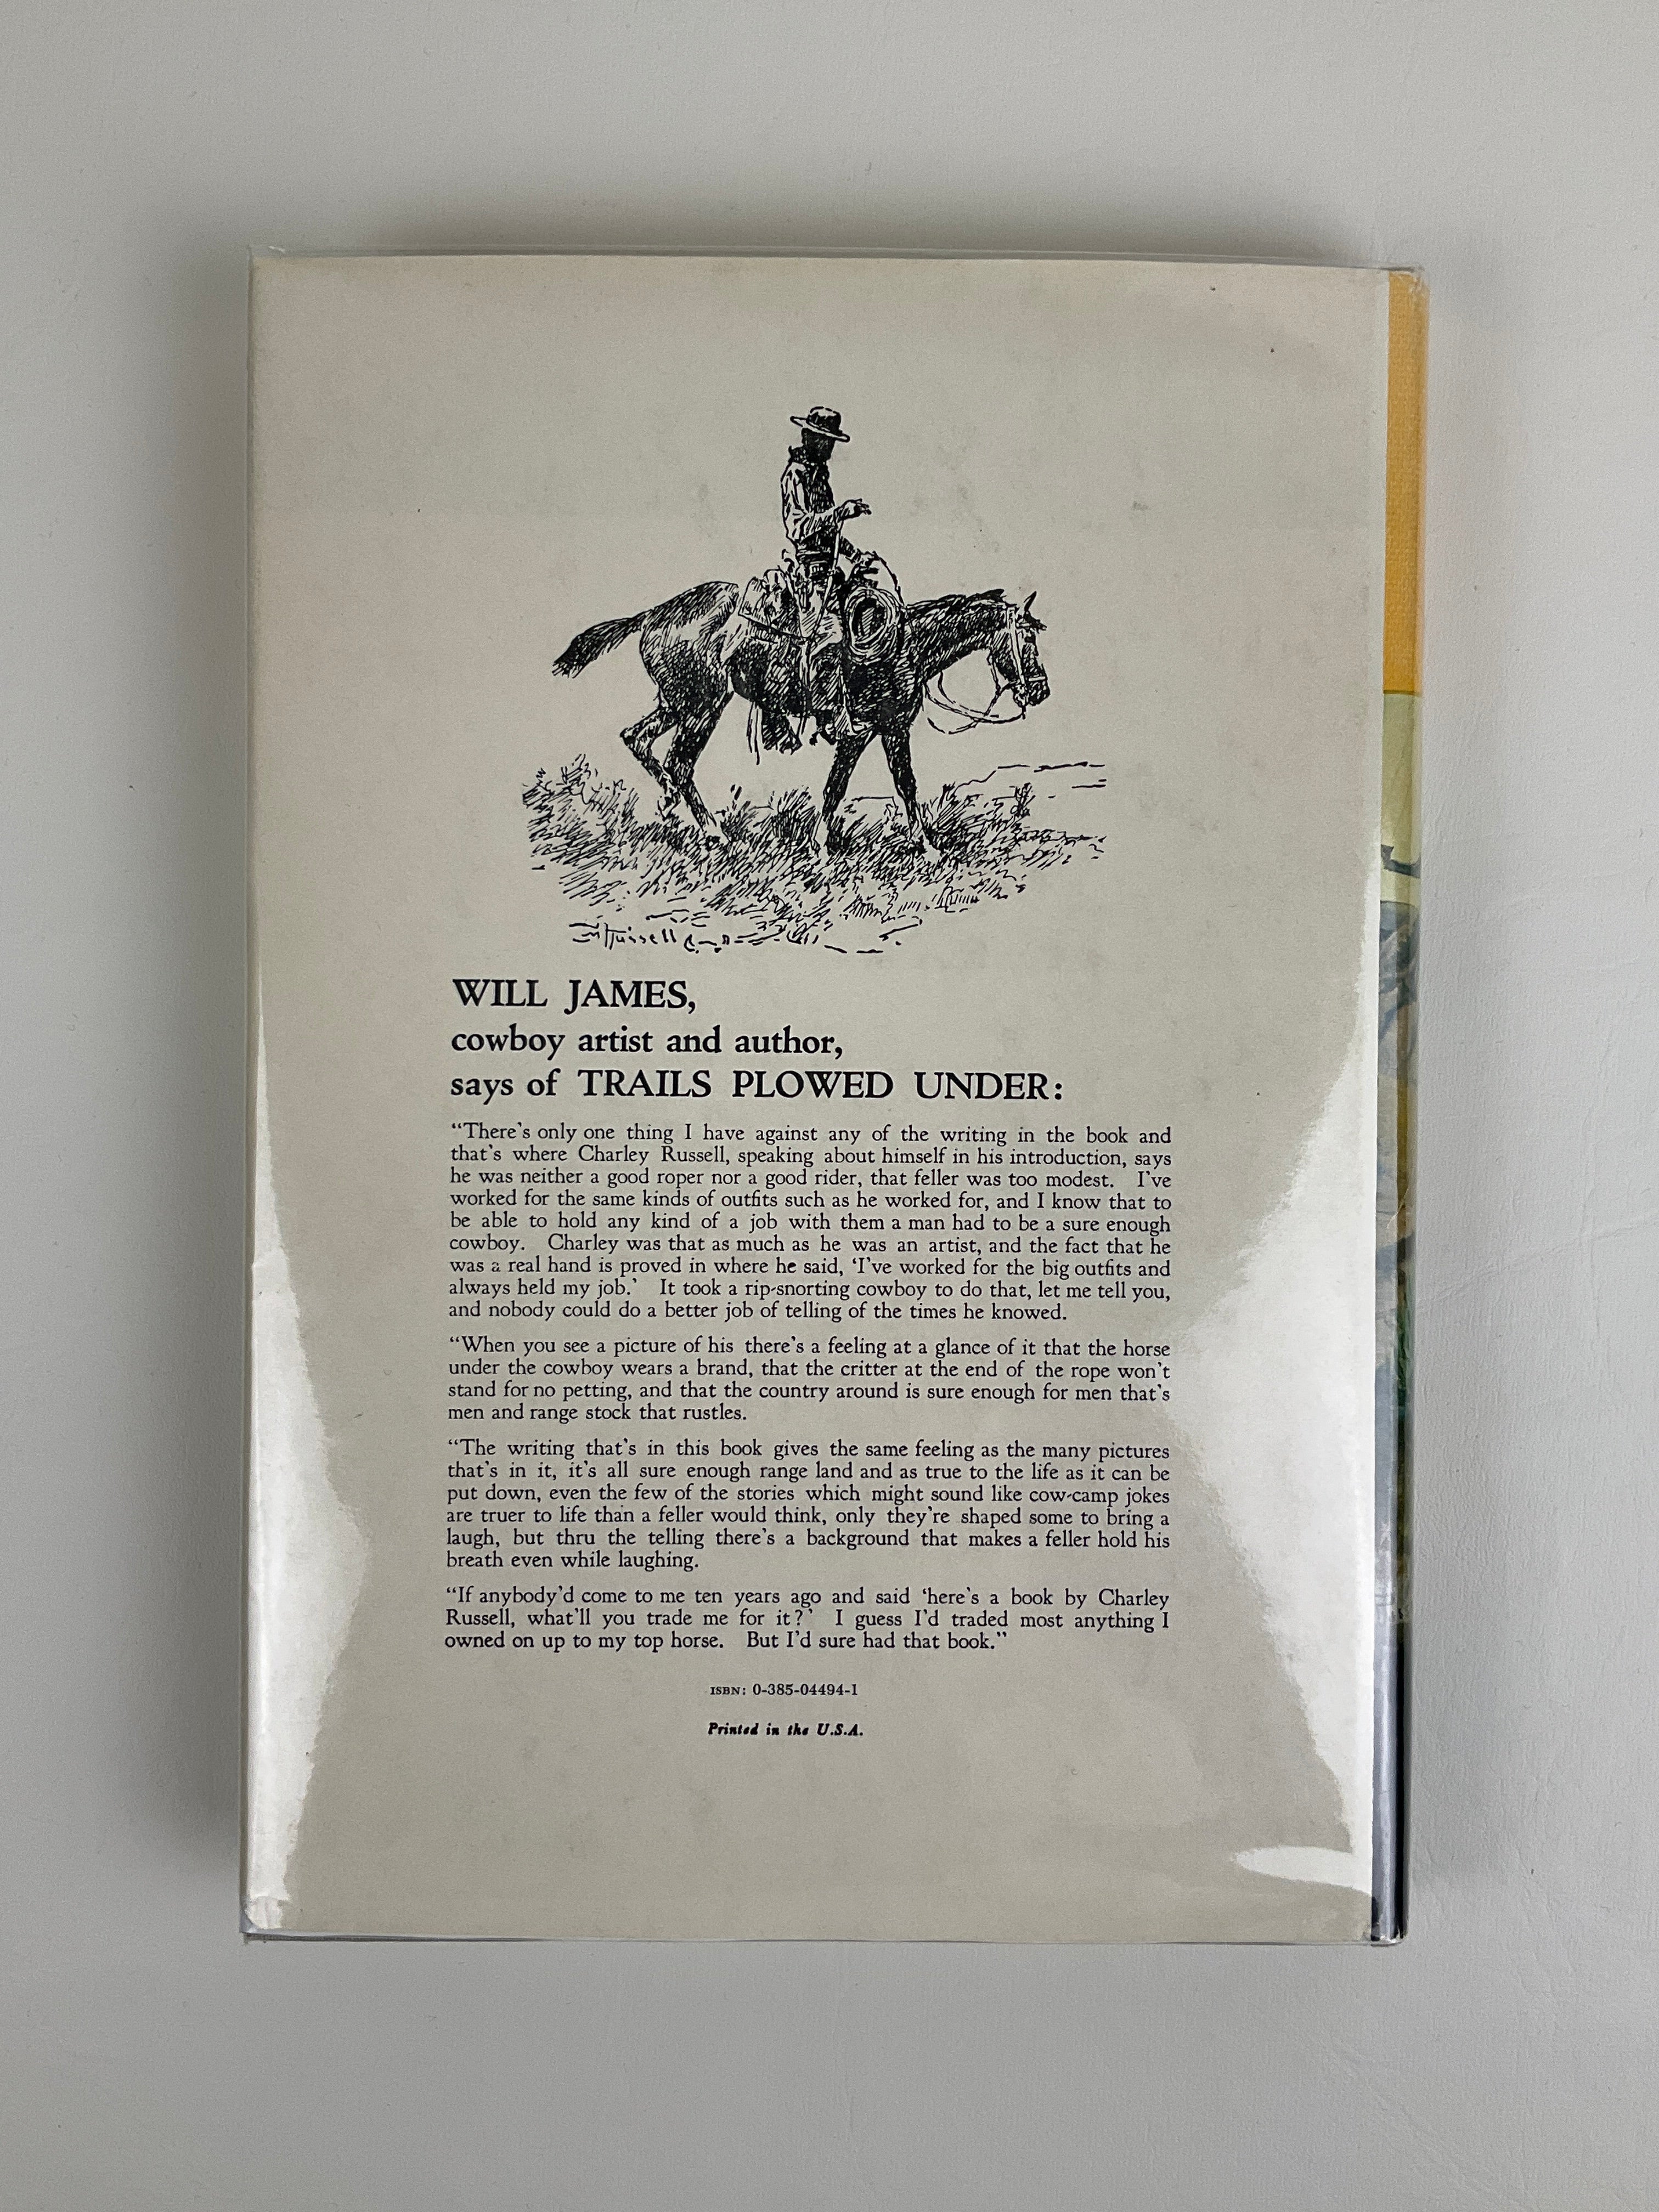 Russell
WILL JAMES,
cowboy artist and author,
says of TRAILS PLOWED UNDER:
“There’s only one thing I have against any of the writing in the book and
that’s where Charley Russell, speaking about himself in his introduction, says
he was neither a good roper nor a good rider, that feller was too modest. I’ve
worked for the same kinds of outfits such as he worked for, and I know that to
be able to hold any kind of a job with them a man had to be a sure enough
cowboy. Charley was that as much as he was an artist, and the fact that he
was a real hand is proved in where he said, ‘I’ve worked for the big outfits and
always held my job.’ It took a rip-snorting cowboy to do that, let me tell you,
and nobody could do a better job of telling of the times he knowed.
“When you see a picture of his there’s a feeling at a glance of it that the horse
under the cowboy wears a brand, that the critter at the end of the rope won’t
stand for no petting, and that the country around is sure enough for men that’s
men and range stock that rustles.
“The writing that’s in this book gives the same feeling as the many pictures
that’s in it, it’s all sure enough range land and as true to the life as it can be
put down, even the few of the stories which might sound like cow-camp jokes
are truer to life than a feller would think, only they’re shaped some to bring a
laugh, but thru the telling there’s a background that makes a feller hold his
breath even while laughing.
“If anybody’d come to me ten years ago and said ‘here’s a book by Charley
Russell, what’ll you trade me for it?’ I guess I’d traded most anything I
owned on up to my top horse. But I’d sure had that book.”
ISBN: 0-385-04494-1
Printed in the U.S.A.